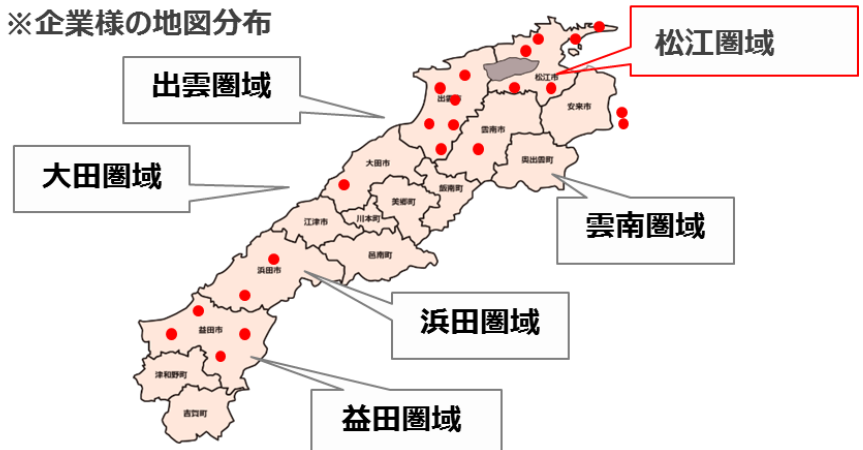 ※企業様の地図分布
松江圏域
出雲圏域
松江市
安来市
出雲市
雲南市
奥出雲町
大田圏域
大田市
飯南町
美郷町
川本町
江津市
雲南圏域
邑南町
浜田市
浜田圏域
益田市
津和野町
吉賀町
益田圏域